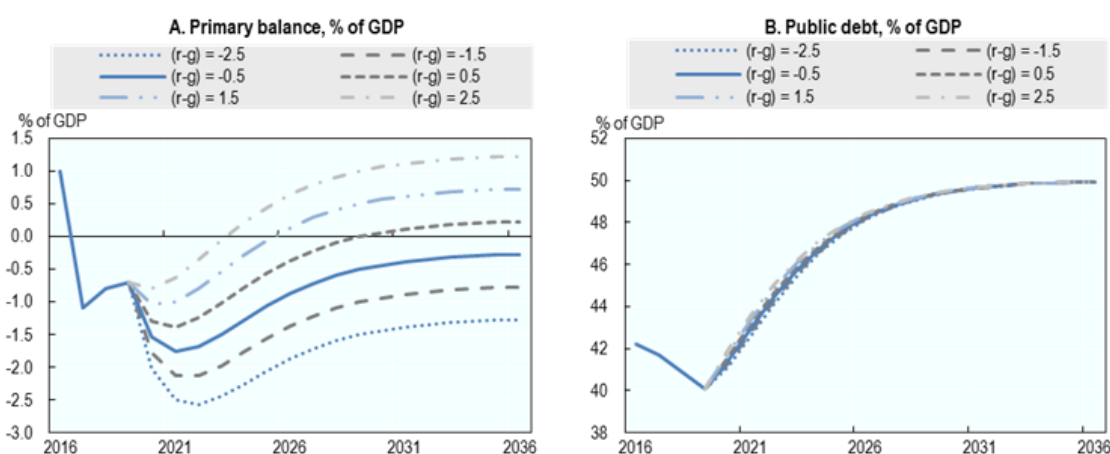 A. Primary balance, % of GDP
(r-g) = -2.5 (r-g) = -1.5
(r-g) = -0.5 (r-g) = 0.5
(r-g) = 1.5 (r-g) = 2.5
% of GDP
1.5
1.0
0.5
0.0
-0.5
-1.0
-1.5
-2.0
-2.5
-3.0
2016 2021 2026 2031 2036
B. Public debt, % of GDP
(r-g) = -2.5 (r-g) = -1.5
(r-g) = -0.5 (r-g) = 0.5
(r-g) = 1.5 (r-g) = 2.5
% of GDP
52
50
48
46
44
42
40
38
2016 2021 2026 2031 2036